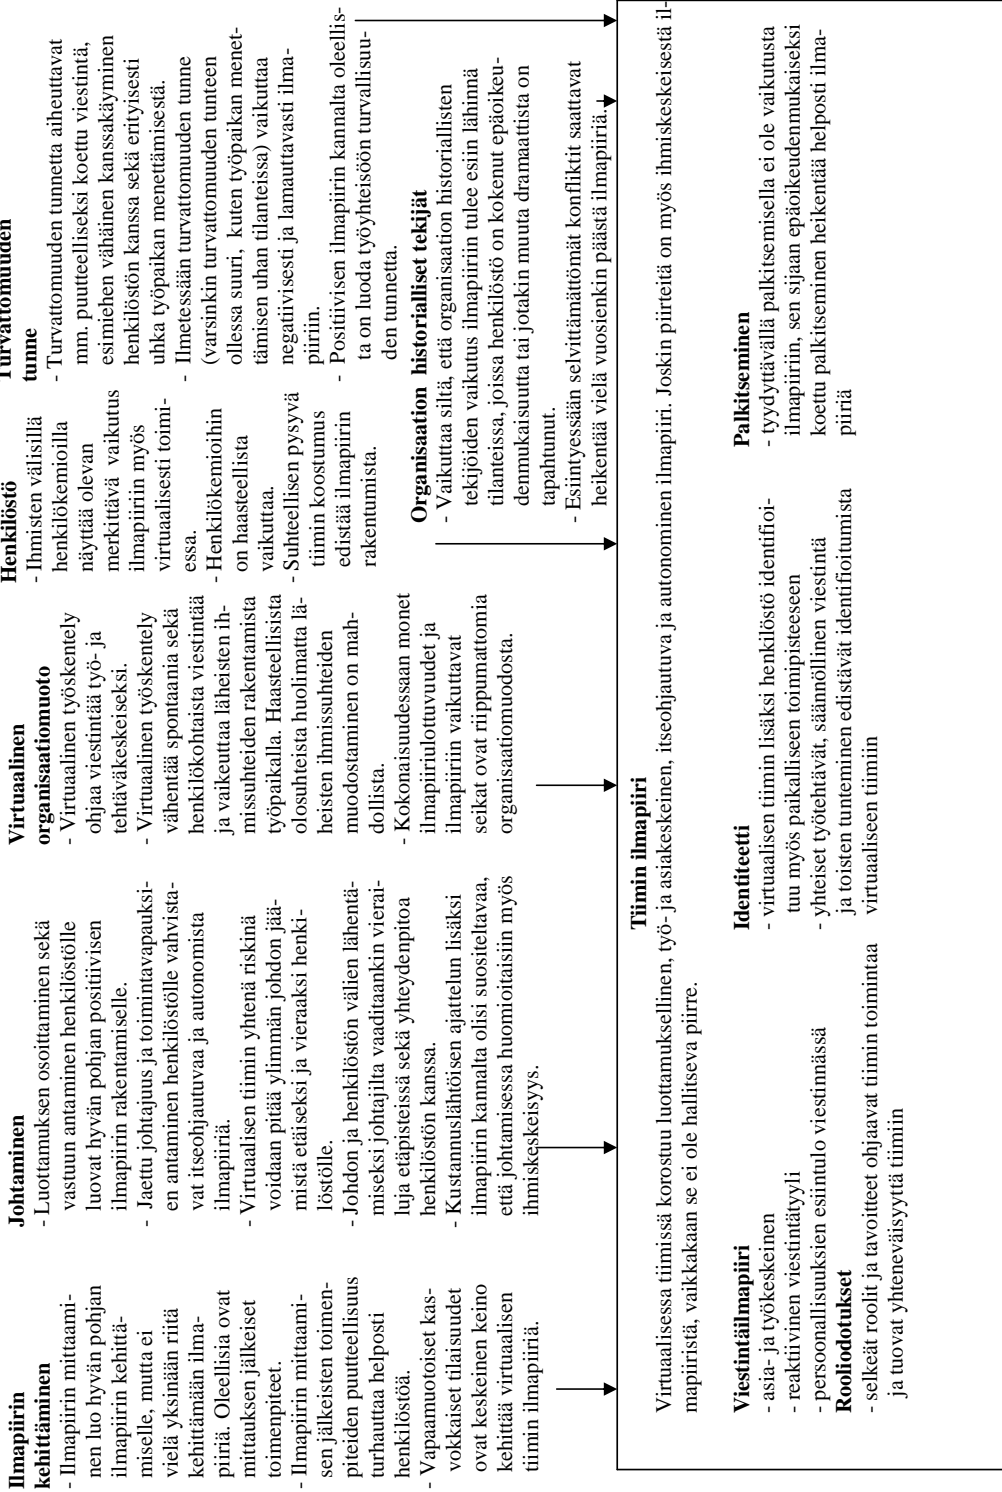 Ilmapiirin
kehittäminen
- Ilmapiirin mittaami-
nen luo hyvän pohjan
ilmapiirin kehittä-
miselle, mutta ei
vielä yksinään riitä
kehittämään ilma-
piiriä. Oleellisia ovat
mittauksen jälkeiset
toimenpiteet.
- Ilmapiirin mittaami-
sen jälkeisten toimen-
piteiden puutteellisuus
turhauttaa helposti
henkilöstöä.
- Vapaamuotoiset kas-
vokkaiset tilaisuudet
ovat keskeinen keino
kehittää virtuaalisen
tiimin ilmapiiriä.
Johtaminen
- Luottamuksen osoittaminen sekä
vastuun antaminen henkilöstölle
luovat hyvän pohjan positiivisen
ilmapiirin rakentamiselle.
- Jaettu johtajuus ja toimintavapauksi-
en antaminen henkilöstölle vahvista-
vat itseohjautuvaa ja autonomista
ilmapiiriä.
- Virtuaalisen tiimin yhtenä riskinä
voidaan pitää ylimmän johdon jää-
mistä etäiseksi ja vieraaksi henki-
löstölle.
- Johdon ja henkilöstön välien lähentä-
miseksi johtajilta vaaditaankin vierai-
luja etäpisteissä sekä yhteydenpitoa
henkilöstön kanssa.
- Kustannuslähtöisen ajattelun lisäksi
ilmapiirin kannalta olisi suositeltavaa,
että johtamisessa huomioitaisiin myös
ihmiskeskeisyys.
Virtuaalinen
organisaatiomuoto
- Virtuaalinen työskentely
ohjaa viestintää työ- ja
tehtäväkeskeiseksi.
- Virtuaalinen työskentely
vähentää spontaania sekä
henkilökohtaista viestintää
ja vaikeuttaa läheisten ih-
missuhteiden rakentamista
työpaikalla. Haasteellisista
olosuhteista huolimatta lä-
heisten ihmissuhteiden
muodostaminen on mah-
dollista.
- Kokonaisuudessaan monet
ilmapiiriulottuvuudet ja
ilmapiiriin vaikuttavat
seikat ovat riippumattomia
organisaatiomuodosta.
Henkilöstö
- Ihmisten välisillä
henkilökemioilla
näyttää olevan
merkittävä vaikutus
ilmapiiriin myös
virtuaalisesti toimi-
essa.
- Henkilökemioihin
on haasteellista
vaikuttaa.
- Suhteellisen pysyvä
tiimin koostumus
edistää ilmapiirin
rakentumista.
Turvattomuuden
tunne
- Turvattomuuden tunnetta aiheuttavat
mm. puutteelliseksi koettu viestintä,
esimiehen vähäinen kanssakäyminen
henkilöstön kanssa sekä erityisesti
uhka työpaikan menettämisestä.
- Ilmetessään turvattomuuden tunne
(varsinkin turvattomuuden tunteen
ollessa suuri, kuten työpaikan menet-
tämisen uhan tilanteissa) vaikuttaa
negatiivisesti ja lamauttavasti ilma-
piiriin.
- Positiivisen ilmapiirin kannalta oleellis-
ta on luoda työyhteisöön turvallisuu-
den tunnetta.
Organisaation historialliset tekijät
- Vaikuttaa siltä, että organisaation historiallisten
tekijöiden vaikutus ilmapiiriin tulee esiin lähinnä
tilanteissa, joissa henkilöstö on kokenut epäoikeu-
denmukaisuutta tai jotakin muuta dramaattista on
tapahtunut.
- Esiintyessään selvittämättömät konfliktit saattavat
heikentää vielä vuosienkin päästä ilmapiiriä.
Tiimin ilmapiiri
Virtuaalisessa tiimissä korostuu luottamuksellinen, työ- ja asiakeskeinen, itseohjautuva ja autonominen ilmapiiri. Joskin piirteitä on myös ihmiskeskeisestä il-
mapiiristä, vaikkakaan se ei ole hallitseva piirre.
Viestintäilmapiiri
- asia- ja työkeskeinen
- reaktiivinen viestintätyyli
- persoonallisuuksien esiintulo viestinnässä
Rooliodotukset
- selkeät roolit ja tavoitteet ohjaavat tiimin toimintaa
ja tuovat yhteneväisyyttä tiimiin
Identiteetti
- virtuaalisen tiimin lisäksi henkilöstö identifioi-
tuu myös paikalliseen toimipisteeseen
- yhteiset työtehtävät, säännöllinen viestintä
ja toisten tunteminen edistävät identifioitumista
virtuaaliseen tiimiin
Palkitseminen
- tyydyttävällä palkitsemisella ei ole vaikutusta
ilmapiiriin, sen sijaan epäoikeudenmukaiseksi
koettu palkitseminen heikentää helposti ilma-
piiriä